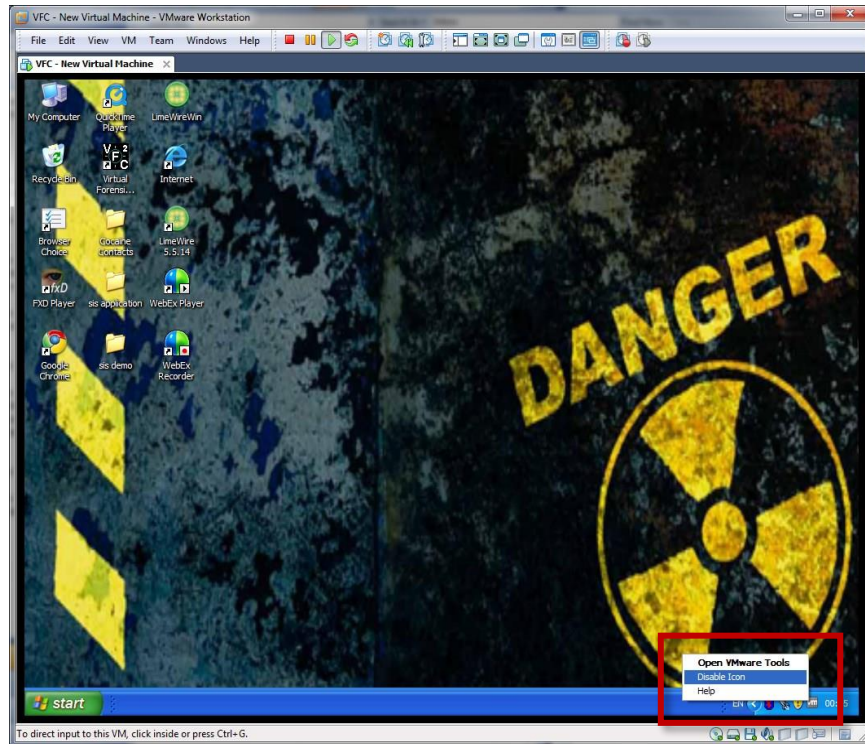 VFC - New Virtual Machine - VMware Workstation
File Edit View VM Team Windows Help
VFC - New Virtual Machine
My Computer
QuickTime
Player
LimeWireWin
Recycle Bin
Virtual
Forensi...
Internet
Browser
Choice
Cocaine
Contacts
LimeWire
5.5.14
FXD Player
sis application
WebEx Player
Google
Chrome
sis demo
WebEx
Recorder
DANGER
Open VMware Tools
Disable Icon
Help
start
EN
To direct input to this VM, click inside or press Ctrl+G.